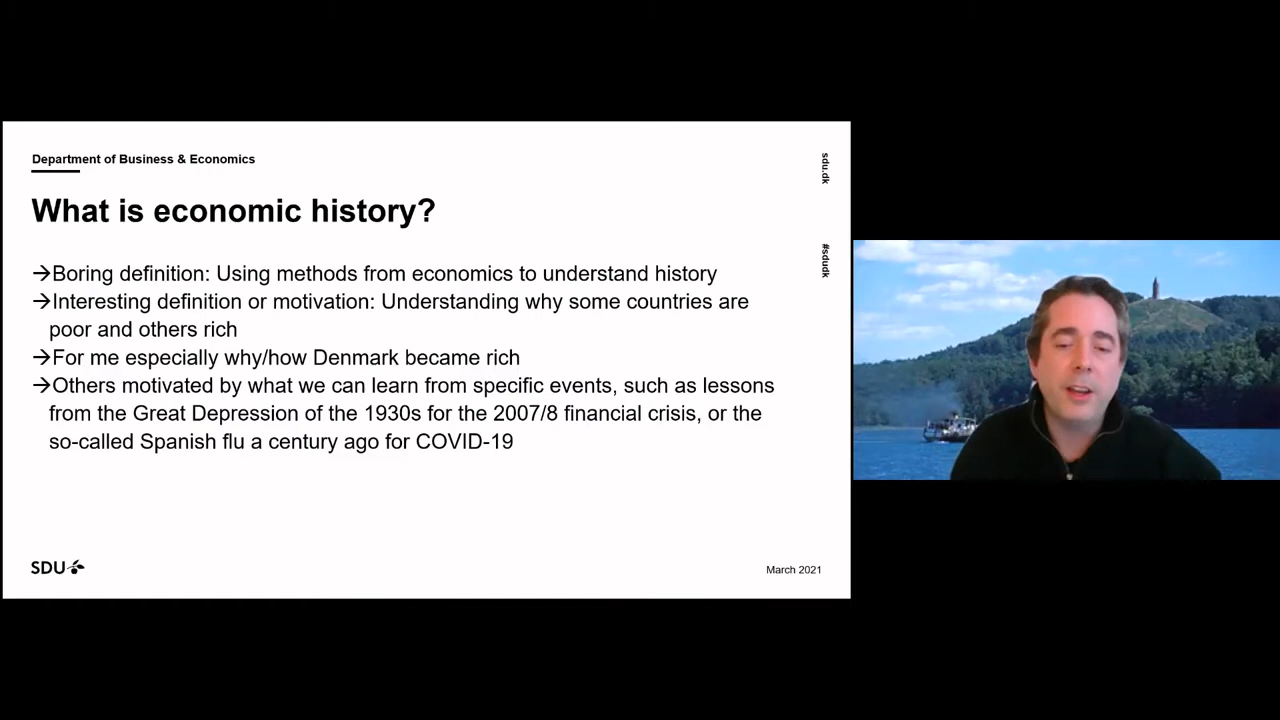 Department of Business & Economics
sdu.dk
#sdudk
What is economic history?
→Boring definition: Using methods from economics to understand history
→Interesting definition or motivation: Understanding why some countries are
poor and others rich
→For me especially why/how Denmark became rich
→Others motivated by what we can learn from specific events, such as lessons
from the Great Depression of the 1930s for the 2007/8 financial crisis, or the
so-called Spanish flu a century ago for COVID-19
SDU
March 2021